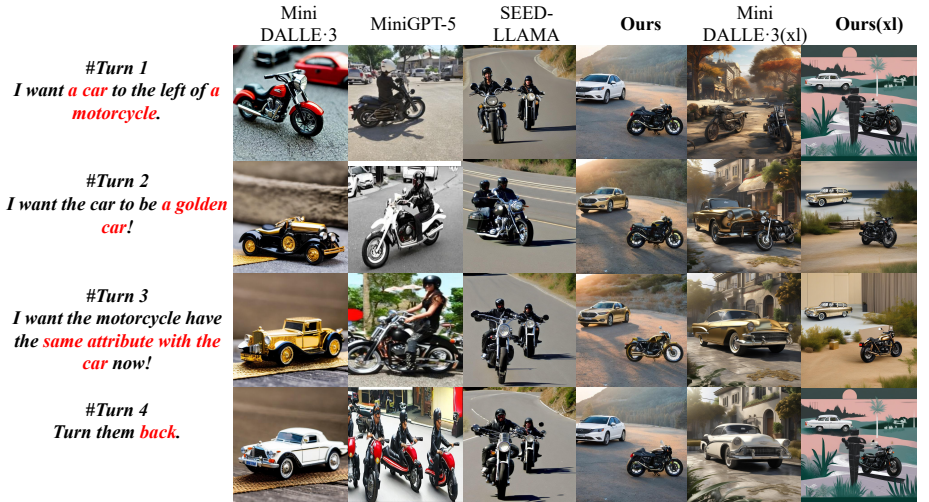 Mini DALLE·3
MiniGPT-5
SEED-LLAMA
Ours
Mini DALLE·3(xl)
Ours(xl)
#Turn 1
I want a car to the left of a
motorcycle.
#Turn 2
I want the car to be a golden
car!
#Turn 3
I want the motorcycle have
the same attribute with the
car now!
#Turn 4
Turn them back.